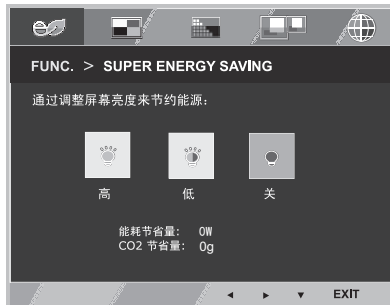 FUNC. > SUPER ENERGY SAVING
通过调整屏幕亮度来节约能源：
高 低 关
能耗节省量： 0W
CO2 节省量： 0g
EXIT